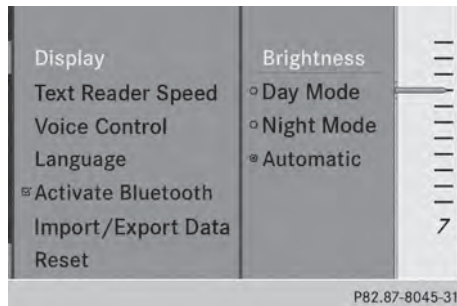 Display
Text Reader Speed
Voice Control
Language
Activate Bluetooth
Import/Export Data
Reset
Brightness
Day Mode
Night Mode
Automatic
7
P82.87-8045-31